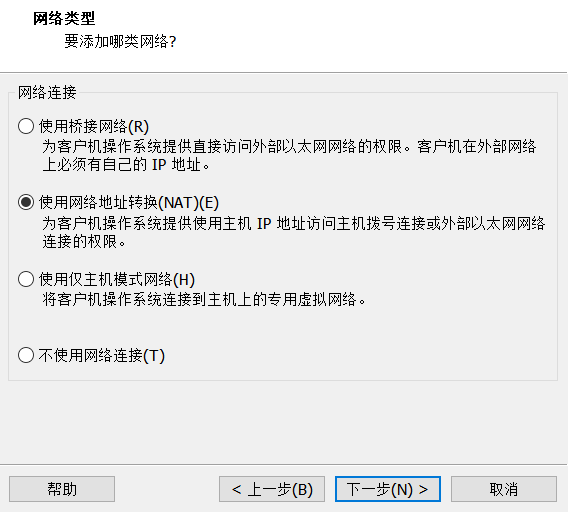 网络类型
要添加哪类网络?
网络连接
使用桥接网络(R)
为客户机操作系统提供直接访问外部以太网网络的权限。客户机在外部网络
上必须有自己的 IP 地址。
使用网络地址转换(NAT)(E)
为客户机操作系统提供使用主机 IP 地址访问主机拨号连接或外部以太网网络
连接的权限。
使用仅主机模式网络(H)
将客户机操作系统连接到主机上的专用虚拟网络。
不使用网络连接(T)
帮助
< 上一步(B)
下一步(N) >
取消